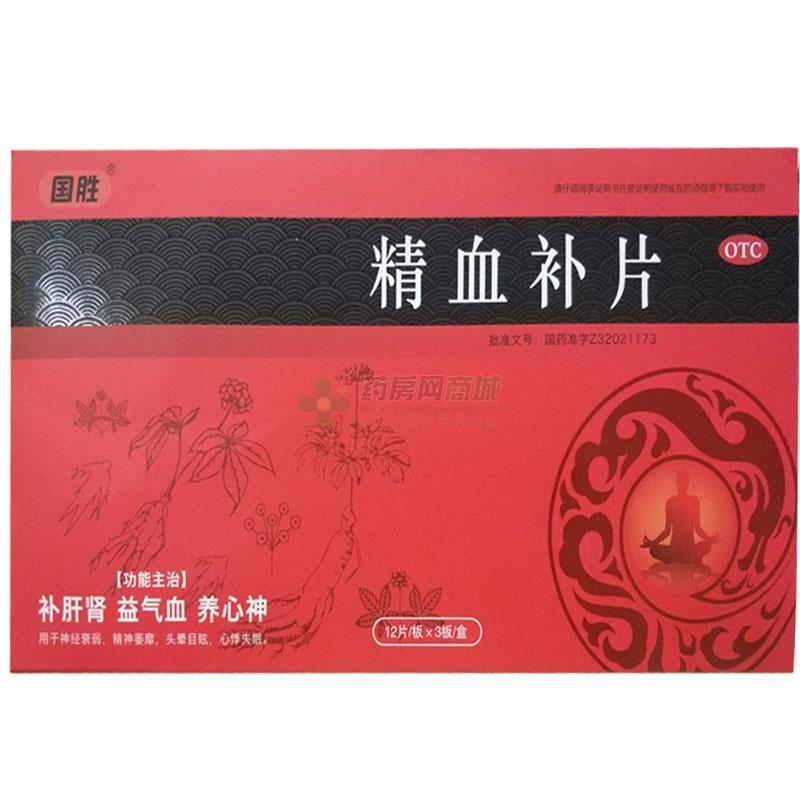 国胜®
请仔细阅读说明书并按说明使用或在药师指导下购买和使用
精血补片
OTC
批准文号：国药准字Z32021173
药房网商城
【功能主治】
补肝肾 益气血 养心神
用于神经衰弱，精神萎靡，头晕目眩，心悸失眠。
12片/板×3板/盒